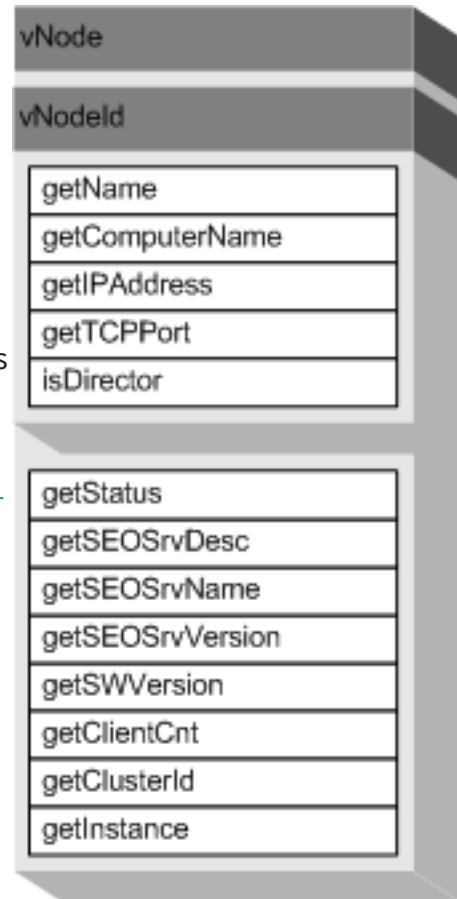 vNode
vNodeId
getName
getComputerName
getIPAddress
getTCPPort
s
isDirector
getStatus
getSEOSrvDesc
getSEOSrvName
getSEOSrvVersion
getSWVersion
getClientCnt
getClusterId
getInstance